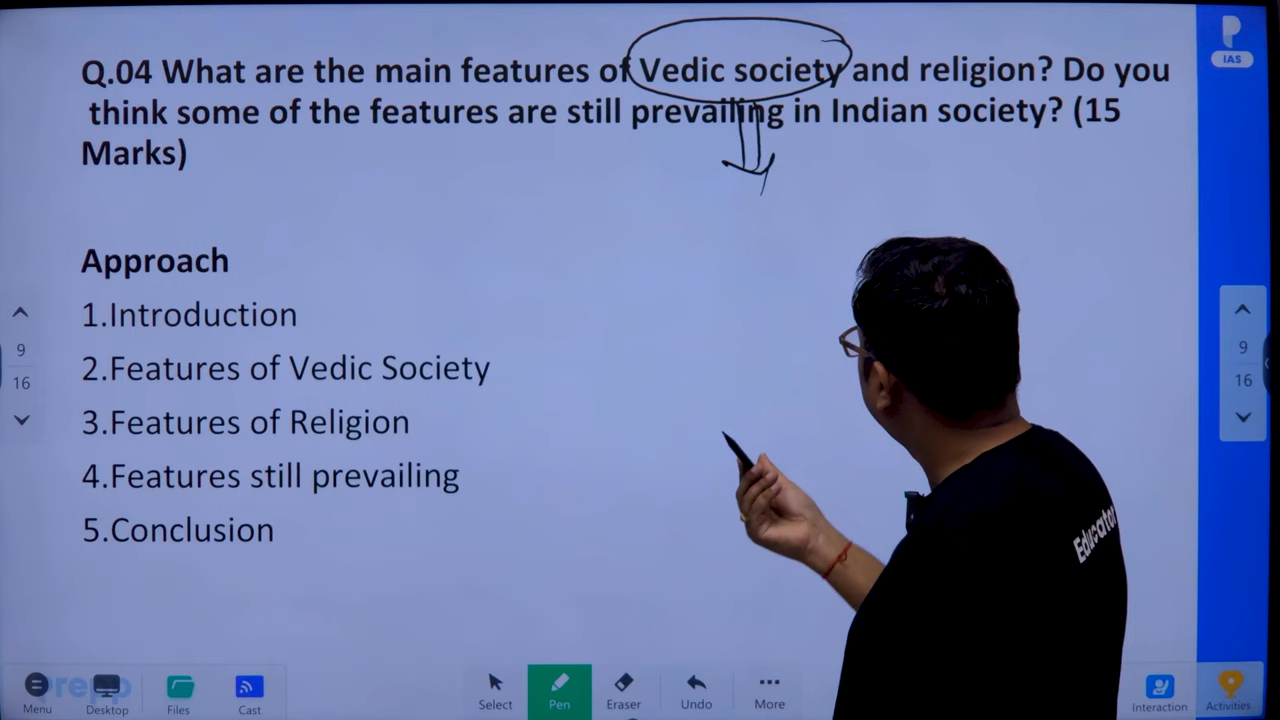 Q.04 What are the main features of Vedic society and religion? Do you
think some of the features are still prevailing in Indian society? (15
Marks)
Approach
1.Introduction
2.Features of Vedic Society
3.Features of Religion
4.Features still prevailing
5.Conclusion
IAS
9
16
9
16
Educator
prepp
Menu
Desktop
Files
Cast
Select
Pen
Eraser
Undo
More
Interaction
Activities